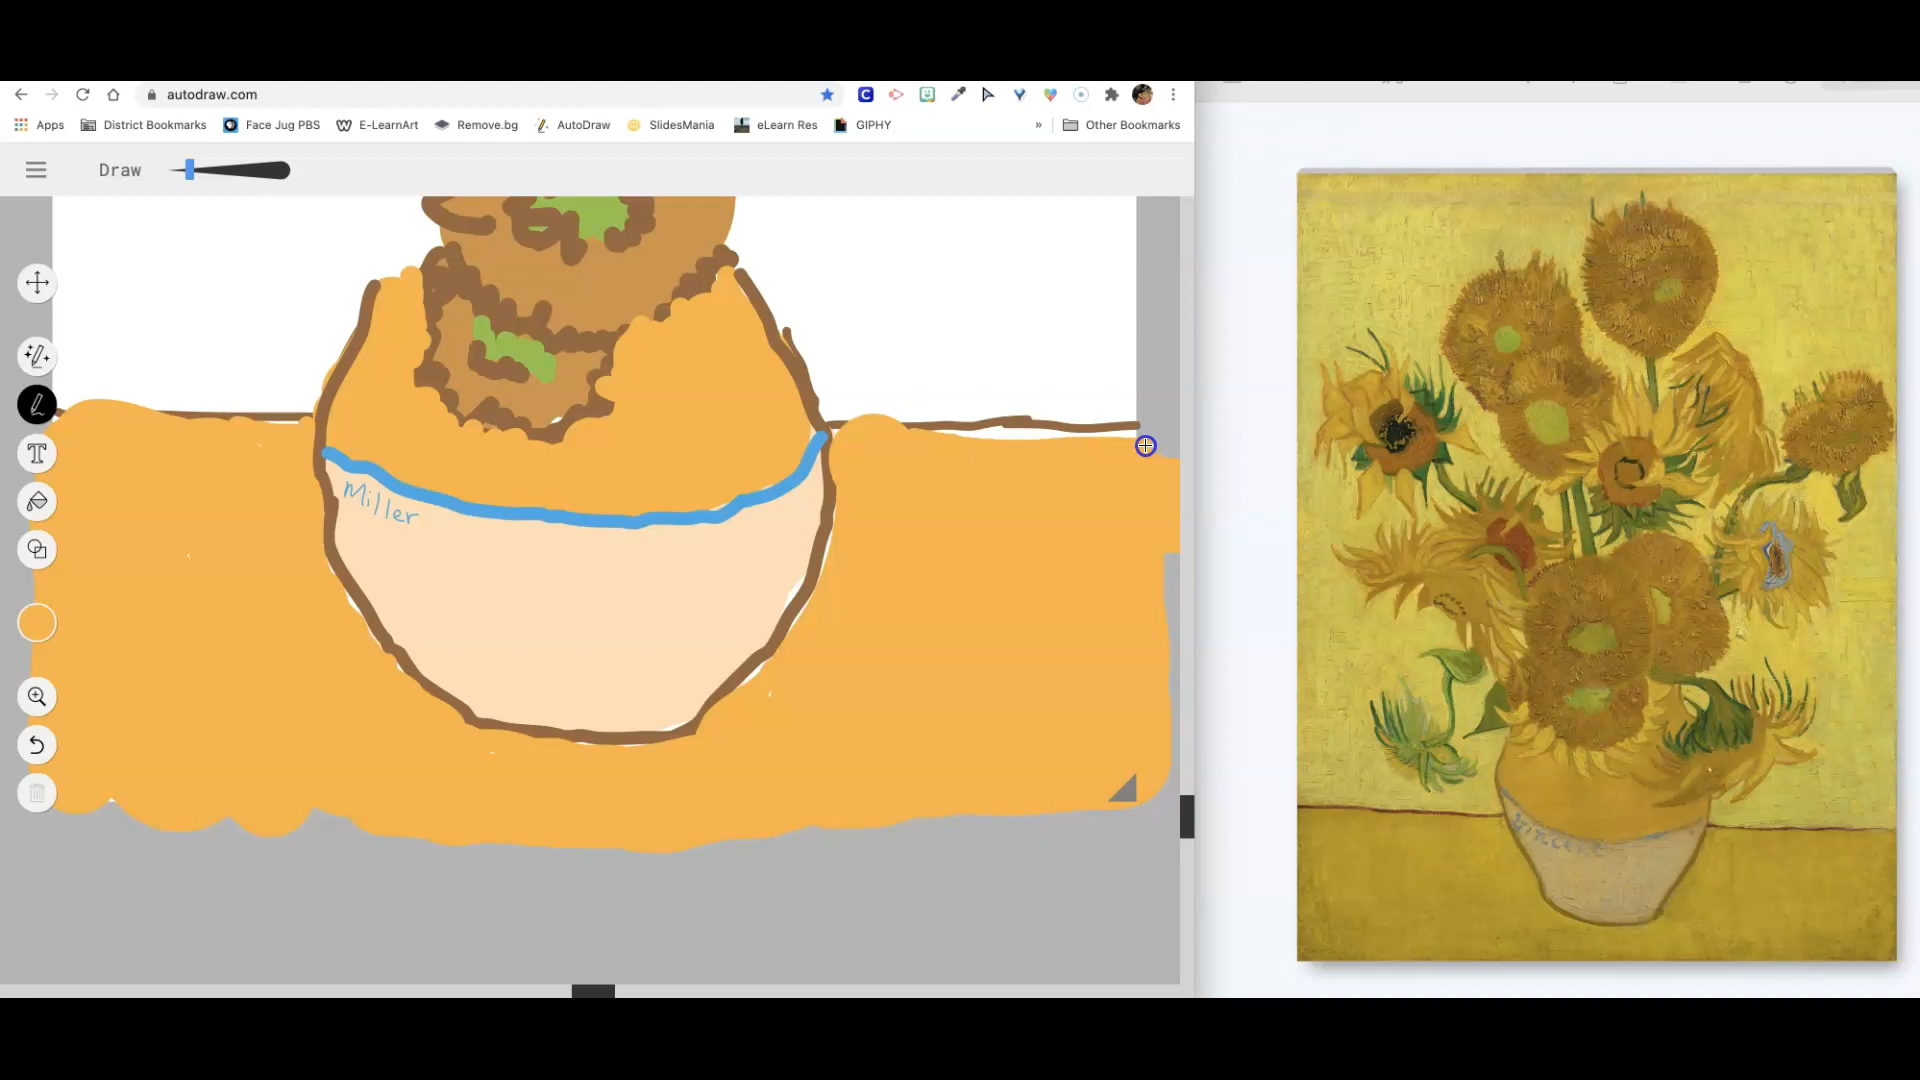 autodraw.com
Apps District Bookmarks Face Jug PBS E-LearnArt Remove.bg AutoDraw SlidesMania eLearn Res GIPHY » Other Bookmarks
Draw
Miller
Vincent